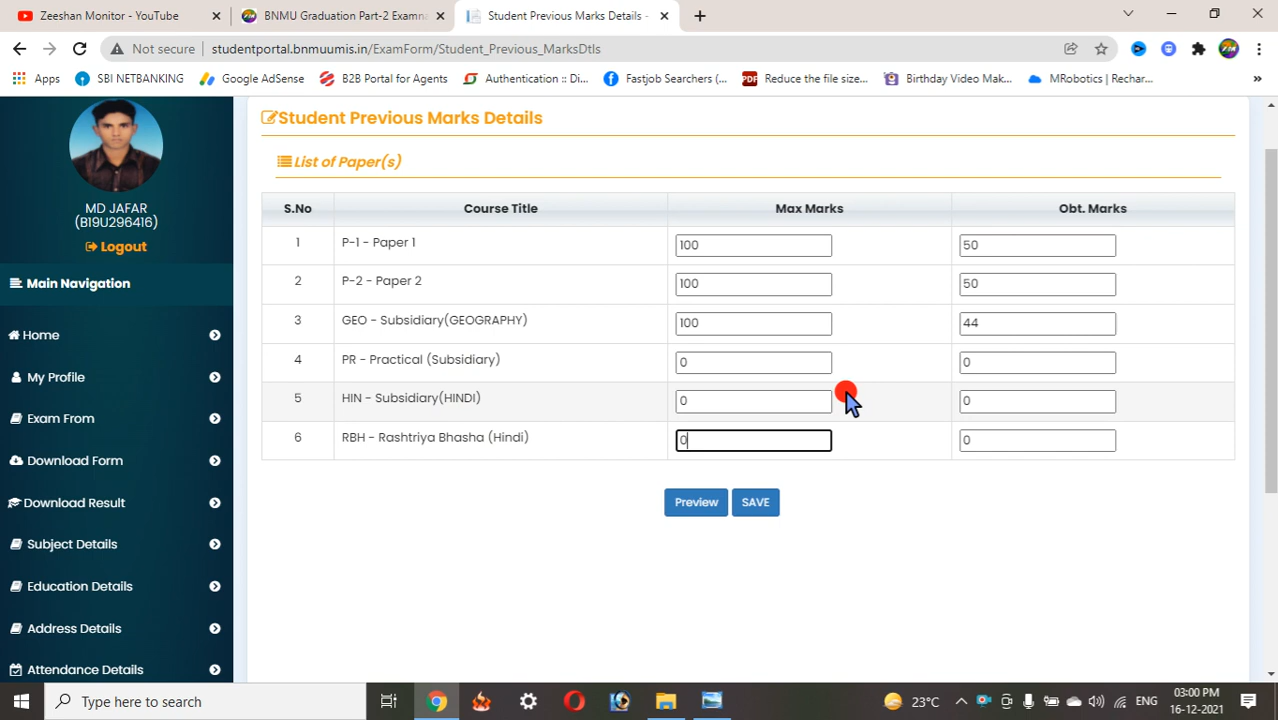 Zeeshan Monitor - YouTube
BNMU Graduation Part-2 Examna
Student Previous Marks Details -
Not secure
studentportal.bnmuumis.in/ExamForm/Student_Previous_MarksDtls
Apps
SBI NETBANKING
Google AdSense
B2B Portal for Agents
Authentication :: Di...
Fastjob Searchers (...
PDF
Reduce the file size...
Birthday Video Mak...
MRobotics | Rechar...
»
MD JAFAR
(B19U296416)
Logout
Main Navigation
Home
My Profile
Exam From
Download Form
Download Result
Subject Details
Education Details
Address Details
Attendance Details
Student Previous Marks Details
List of Paper(s)
S.No Course Title Max Marks Obt. Marks
1 P-1 - Paper 1 100 50
2 P-2 - Paper 2 100 50
3 GEO - Subsidiary(GEOGRAPHY) 100 44
4 PR - Practical (Subsidiary) 0 0
5 HIN - Subsidiary(HINDI) 0 0
6 RBH - Rashtriya Bhasha (Hindi) 0 0
Preview SAVE
Type here to search
23°C
ENG
03:00 PM
16-12-2021